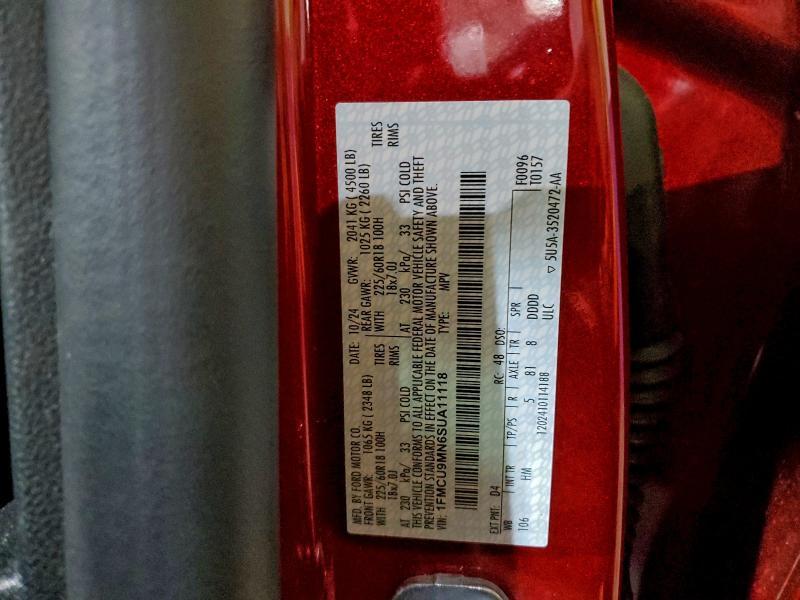 MFD. BY FORD MOTOR CO. DATE: 10/24 GVWR: 2041 KG ( 4500 LB)
FRONT GAWR: 1065 KG ( 2348 LB) REAR GAWR: 1025 KG ( 2260 LB)
WITH 225/60R18 100H TIRES WITH 225/60R18 100H TIRES
18x7.0J RIMS 18x7.0J RIMS
AT 230 kPa/ 33 PSI COLD AT 230 kPa/ 33 PSI COLD
THIS VEHICLE CONFORMS TO ALL APPLICABLE FEDERAL MOTOR VEHICLE SAFETY AND THEFT
PREVENTION STANDARDS IN EFFECT ON THE DATE OF MANUFACTURE SHOWN ABOVE.
VIN: 1FMCU9MN6SUA11118 TYPE: MPV
F0096
T0157
EXT PNT: D4 RC: 48 DSO:
WB INT TR TP/PS R AXLE TR SPR
106 HM 5 81 8 DDDD
1202410114188 ULC
▽ 5U5A-3520472-AA